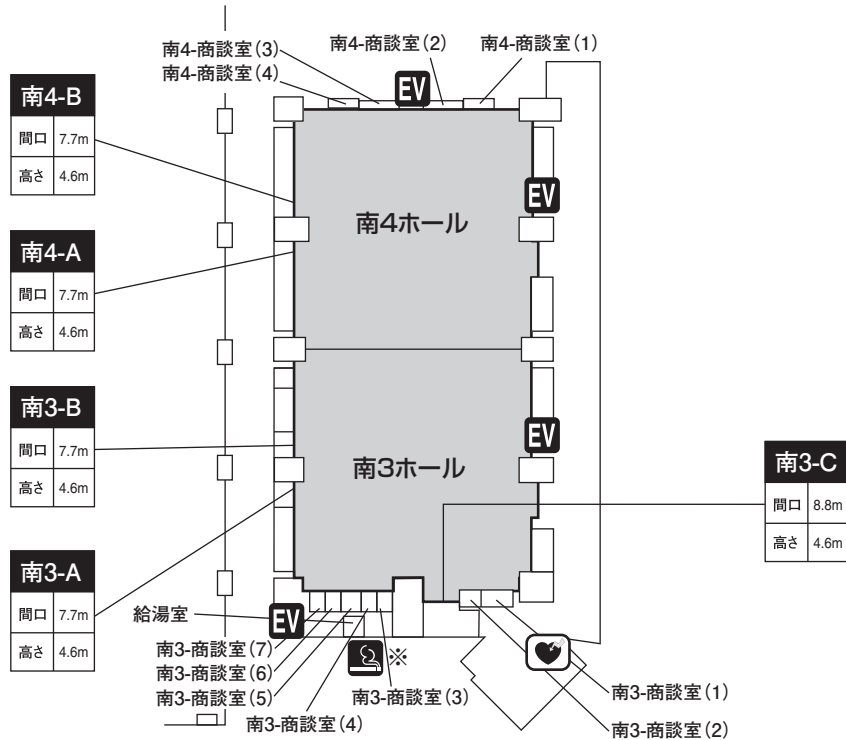 南4-商談室(3)
南4-商談室(2)
南4-商談室(1)
南4-商談室(4)
EV
南4-B
間口 7.7m
高さ 4.6m
EV
南4ホール
南4-A
間口 7.7m
高さ 4.6m
南3-B
間口 7.7m
高さ 4.6m
EV
南3ホール
南3-C
間口 8.8m
高さ 4.6m
南3-A
間口 7.7m
高さ 4.6m
給湯室
EV
※
南3-商談室(7)
南3-商談室(6)
南3-商談室(5)
南3-商談室(4)
南3-商談室(3)
南3-商談室(1)
南3-商談室(2)